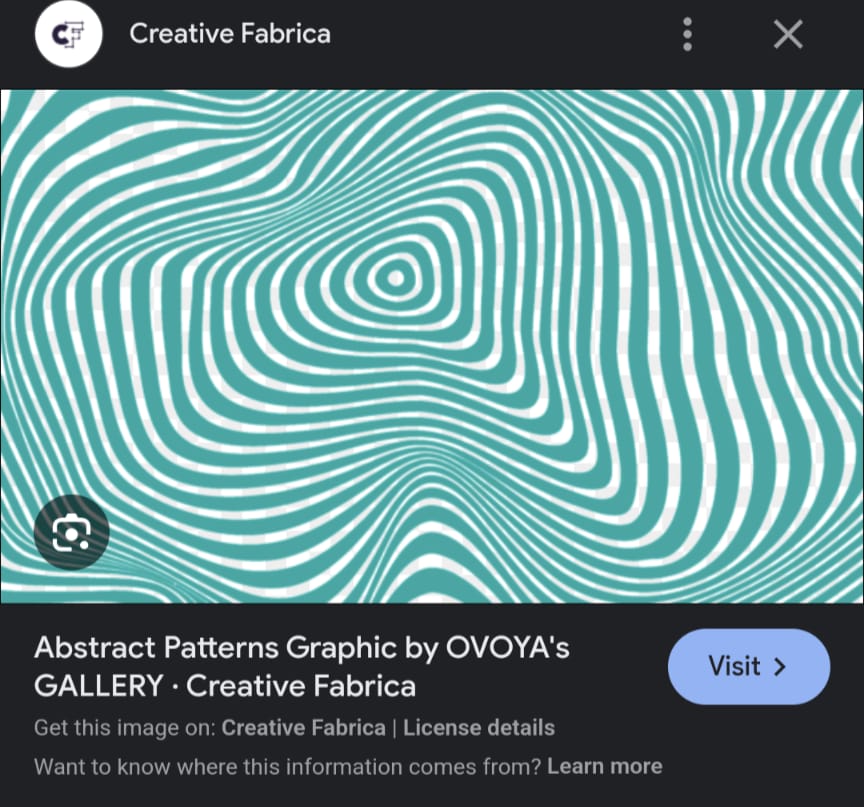 Creative Fabrica
Abstract Patterns Graphic by OVOYA's
GALLERY · Creative Fabrica
Visit
Get this image on: Creative Fabrica | License details
Want to know where this information comes from? Learn more